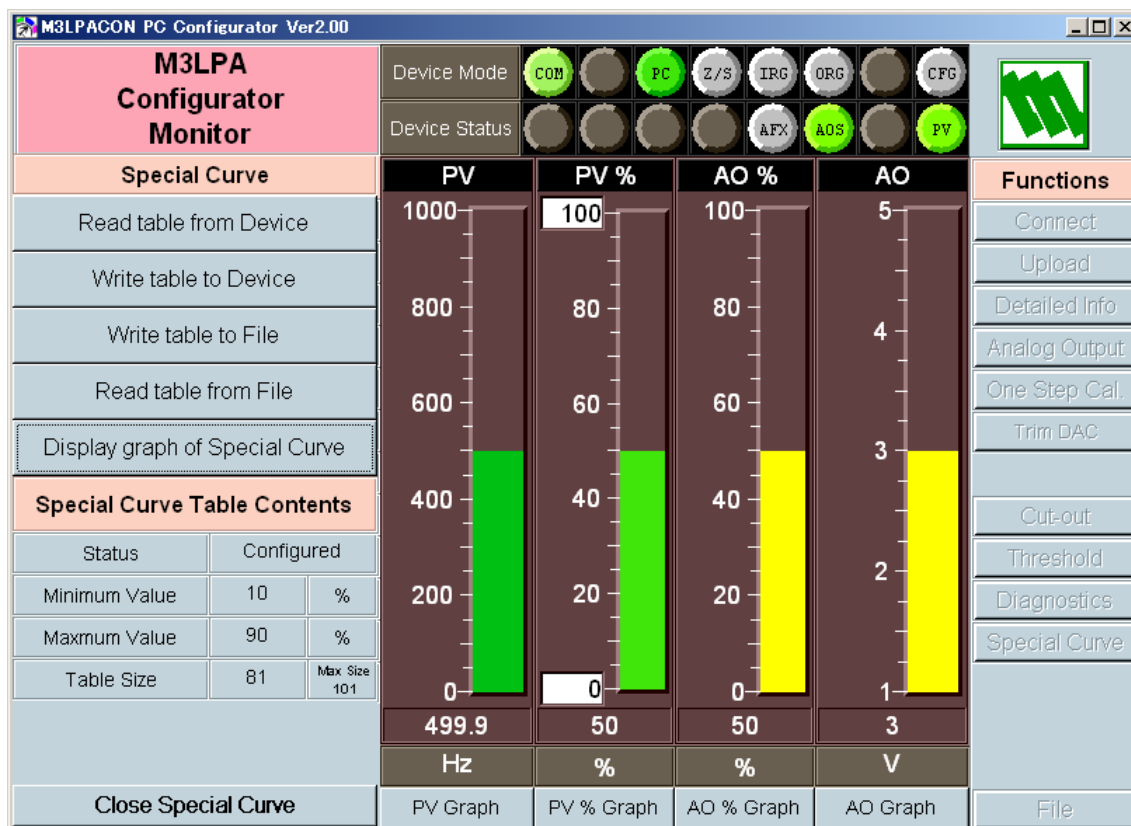 M3LPACON PC Configurator Ver2.00
M3LPA
Configurator
Monitor
Device Mode
COM
PC
Z/S
IRG
ORG
CFG
Device Status
AFX
AOS
PV
Special Curve
Read table from Device
Write table to Device
Write table to File
Read table from File
Display graph of Special Curve
Special Curve Table Contents
Status Configured
Minimum Value 10 %
Maxmum Value 90 %
Table Size 81 Max Size
101
Close Special Curve
PV
1000
800
600
400
200
0
499.9
Hz
PV Graph
PV %
100
80
60
40
20
0
50
%
PV % Graph
AO %
100
80
60
40
20
0
50
%
AO % Graph
AO
5
4
3
2
1
3
V
AO Graph
Functions
Connect
Upload
Detailed Info
Analog Output
One Step Cal.
Trim DAC
Cut-out
Threshold
Diagnostics
Special Curve
File